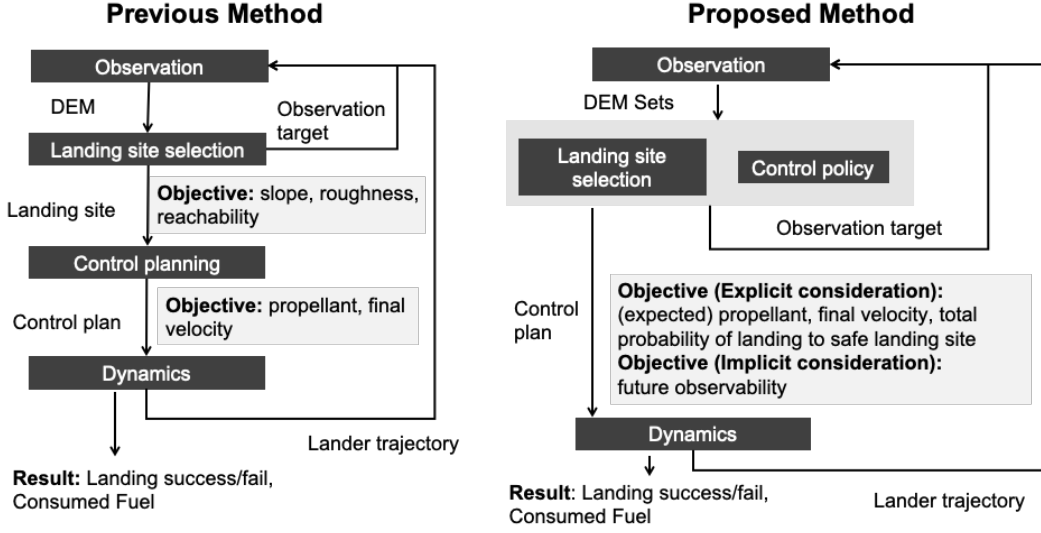 Previous Method
Observation
DEM
Observation
target
Landing site selection
Objective: slope, roughness,
reachability
Landing site
Control planning
Objective: propellant, final
velocity
Control plan
Dynamics
Lander trajectory
Result: Landing success/fail,
Consumed Fuel
Proposed Method
Observation
DEM Sets
Landing site
selection
Control policy
Observation target
Control
plan
Objective (Explicit consideration):
(expected) propellant, final velocity, total
probability of landing to safe landing site
Objective (Implicit consideration):
future observability
Dynamics
Result: Landing success/fail,
Consumed Fuel
Lander trajectory